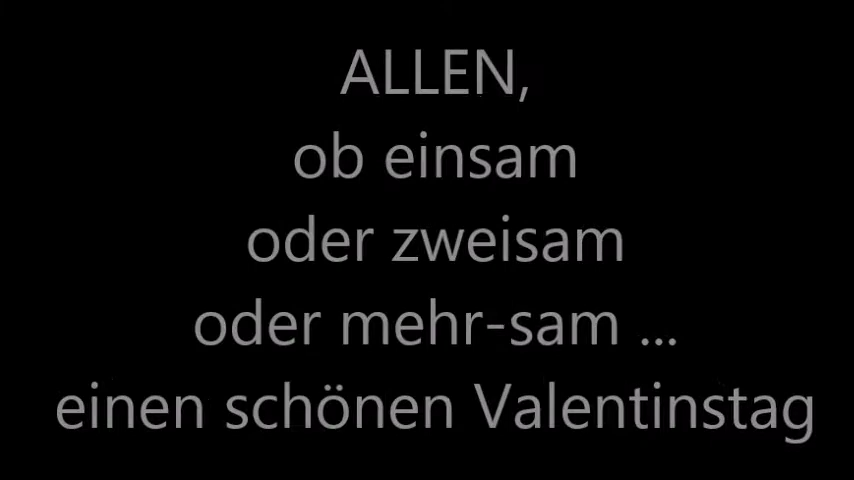 ALLEN,
ob einsam
oder zweisam
oder mehr-sam ...
einen schönen Valentinstag